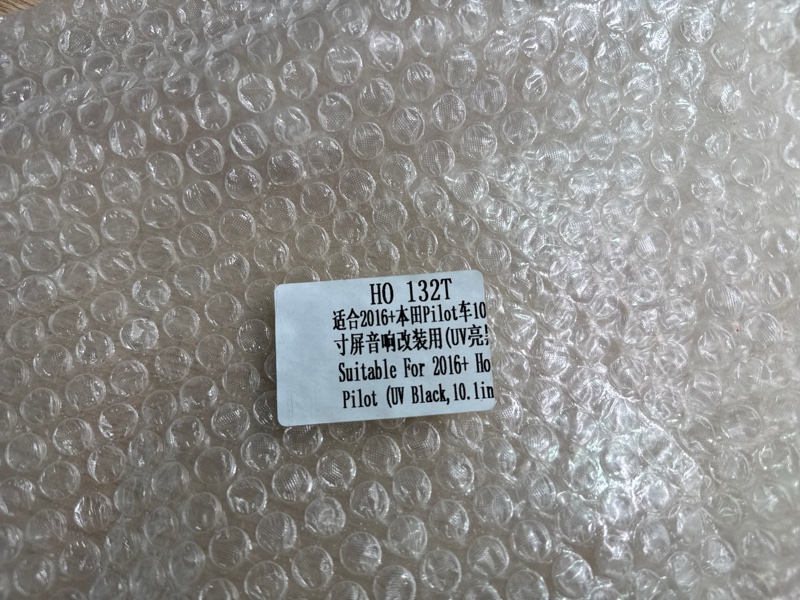 HO 132T
适合2016+本田Pilot车10
寸屏音响改装用(UV亮
Suitable For 2016+ Ho
Pilot (UV Black,10.1in